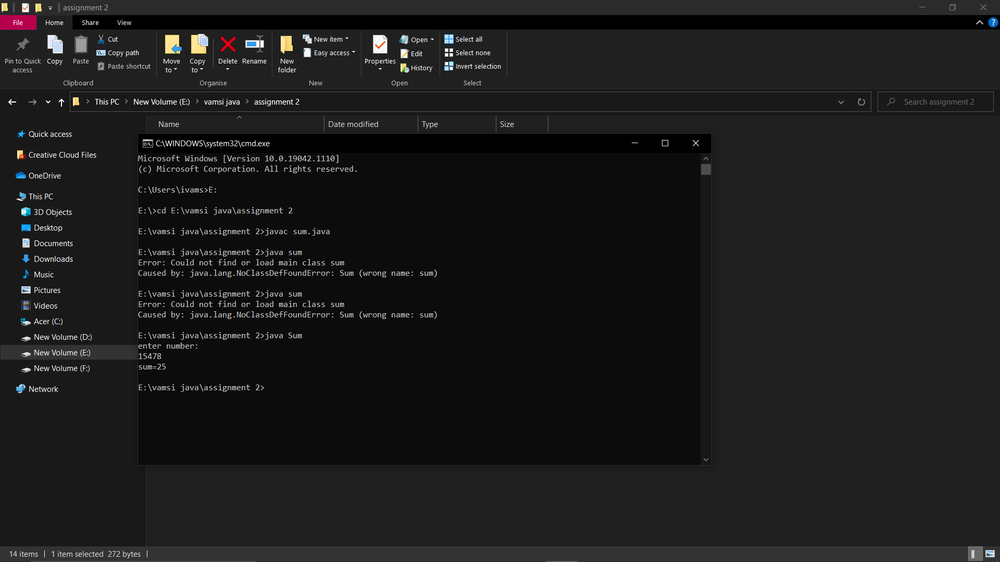 assignment 2
File Home Share View
Pin to Quick access
Copy
Paste
Cut
Copy path
Paste shortcut
Clipboard
Move to
Copy to
Delete
Rename
Organise
New folder
New item
Easy access
New
Properties
Open
Edit
History
Open
Select all
Select none
Invert selection
Select
This PC > New Volume (E:) > vamsi java > assignment 2
Search assignment 2
Name Date modified Type Size
Quick access
Creative Cloud Files
OneDrive
This PC
3D Objects
Desktop
Documents
Downloads
Music
Pictures
Videos
Acer (C:)
New Volume (D:)
New Volume (E:)
New Volume (F:)
Network
C:\WINDOWS\system32\cmd.exe
Microsoft Windows [Version 10.0.19042.1110]
(c) Microsoft Corporation. All rights reserved.
C:\Users\ivams>E:
E:\>cd E:\vamsi java\assignment 2
E:\vamsi java\assignment 2>javac sum.java
E:\vamsi java\assignment 2>java sum
Error: Could not find or load main class sum
Caused by: java.lang.NoClassDefFoundError: Sum (wrong name: sum)
E:\vamsi java\assignment 2>java sum
Error: Could not find or load main class sum
Caused by: java.lang.NoClassDefFoundError: Sum (wrong name: sum)
E:\vamsi java\assignment 2>java Sum
enter number:
15478
sum=25
E:\vamsi java\assignment 2>
14 items 1 item selected 272 bytes